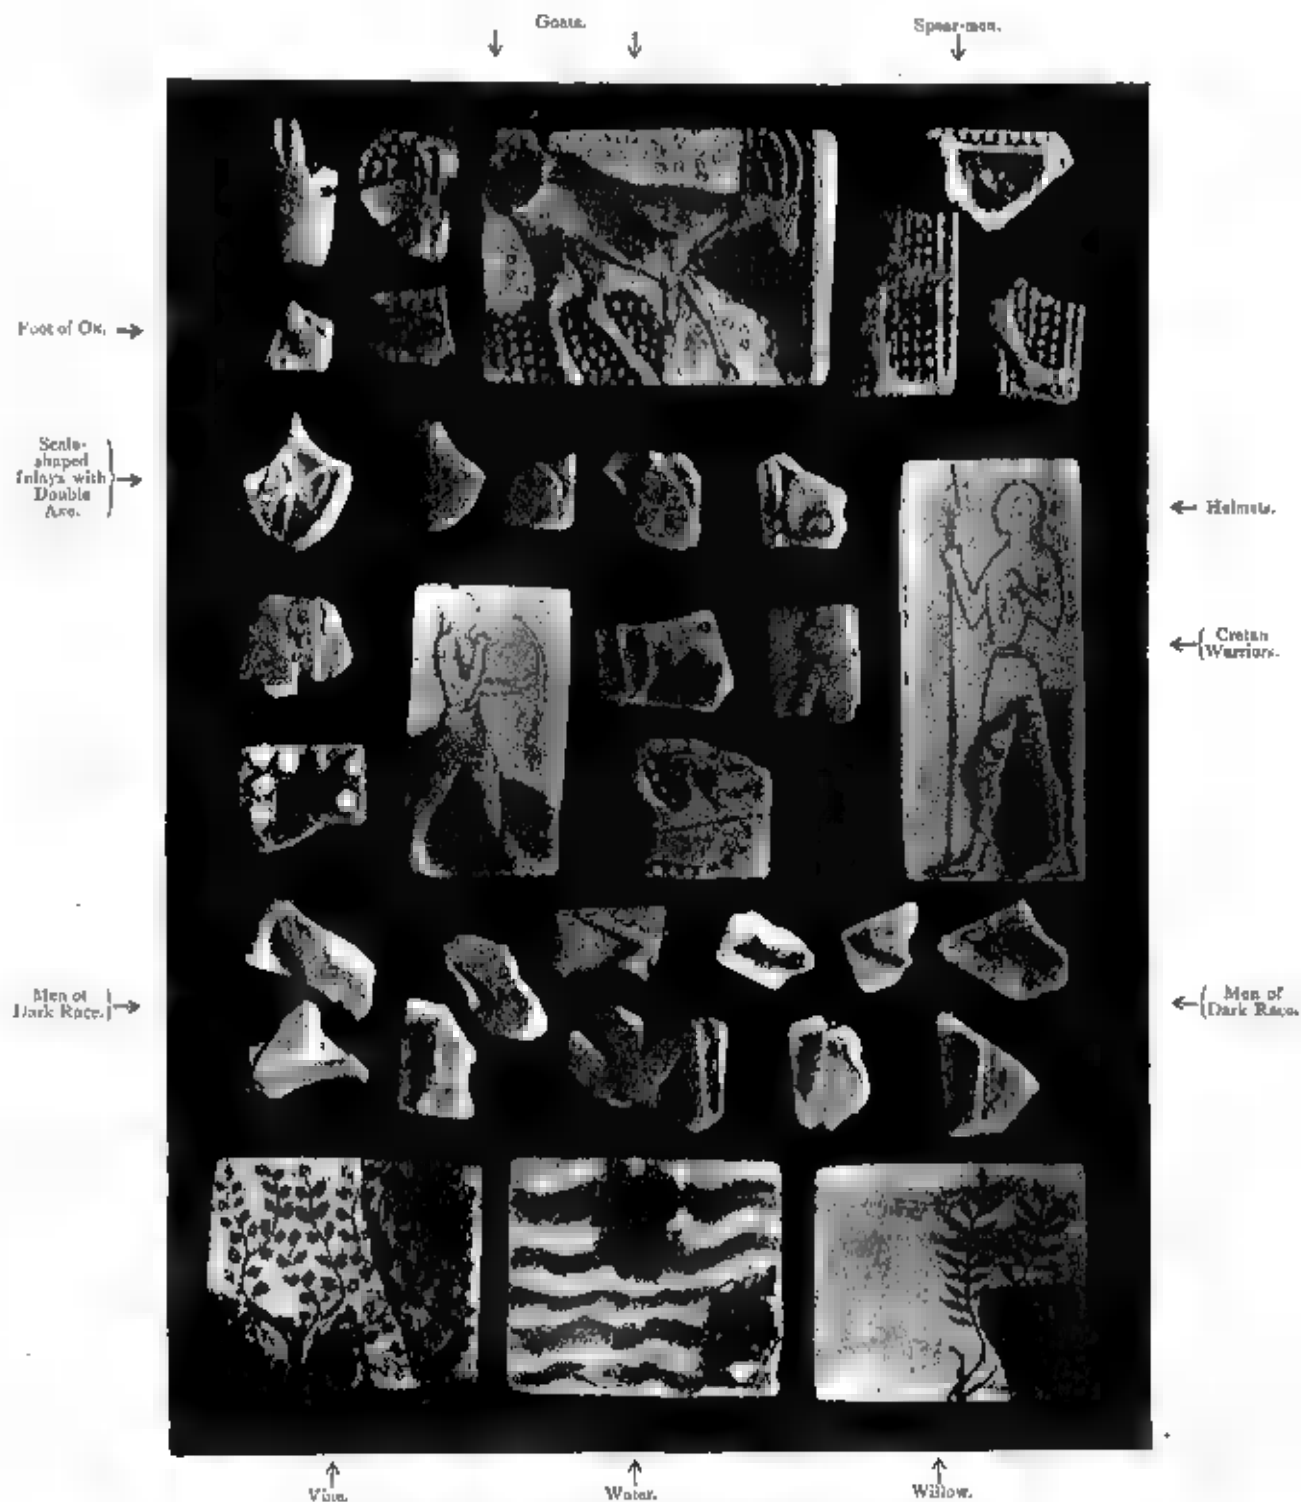 Goats.
Spear-men.
Foot of Ox.
Scale-
shaped
Inlays with
Double
Axe.
Helmets.
Cretan
Warriors.
Men of
Dark Race.
Men of
Dark Race.
Vine.
Water.
Willow.